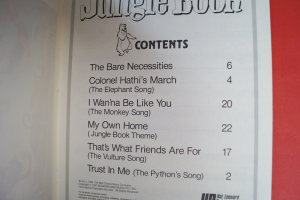 Jungle Book
CONTENTS
The Bare Necessities 6
Colonel Hathi's March 4
(The Elephant Song)
I Wan'na Be Like You 20
(The Monkey Song)
My Own Home 22
(Jungle Book Theme)
That's What Friends Are For 17
(The Vulture Song)
Trust In Me (The Python's Song) 2
Hal Leonard